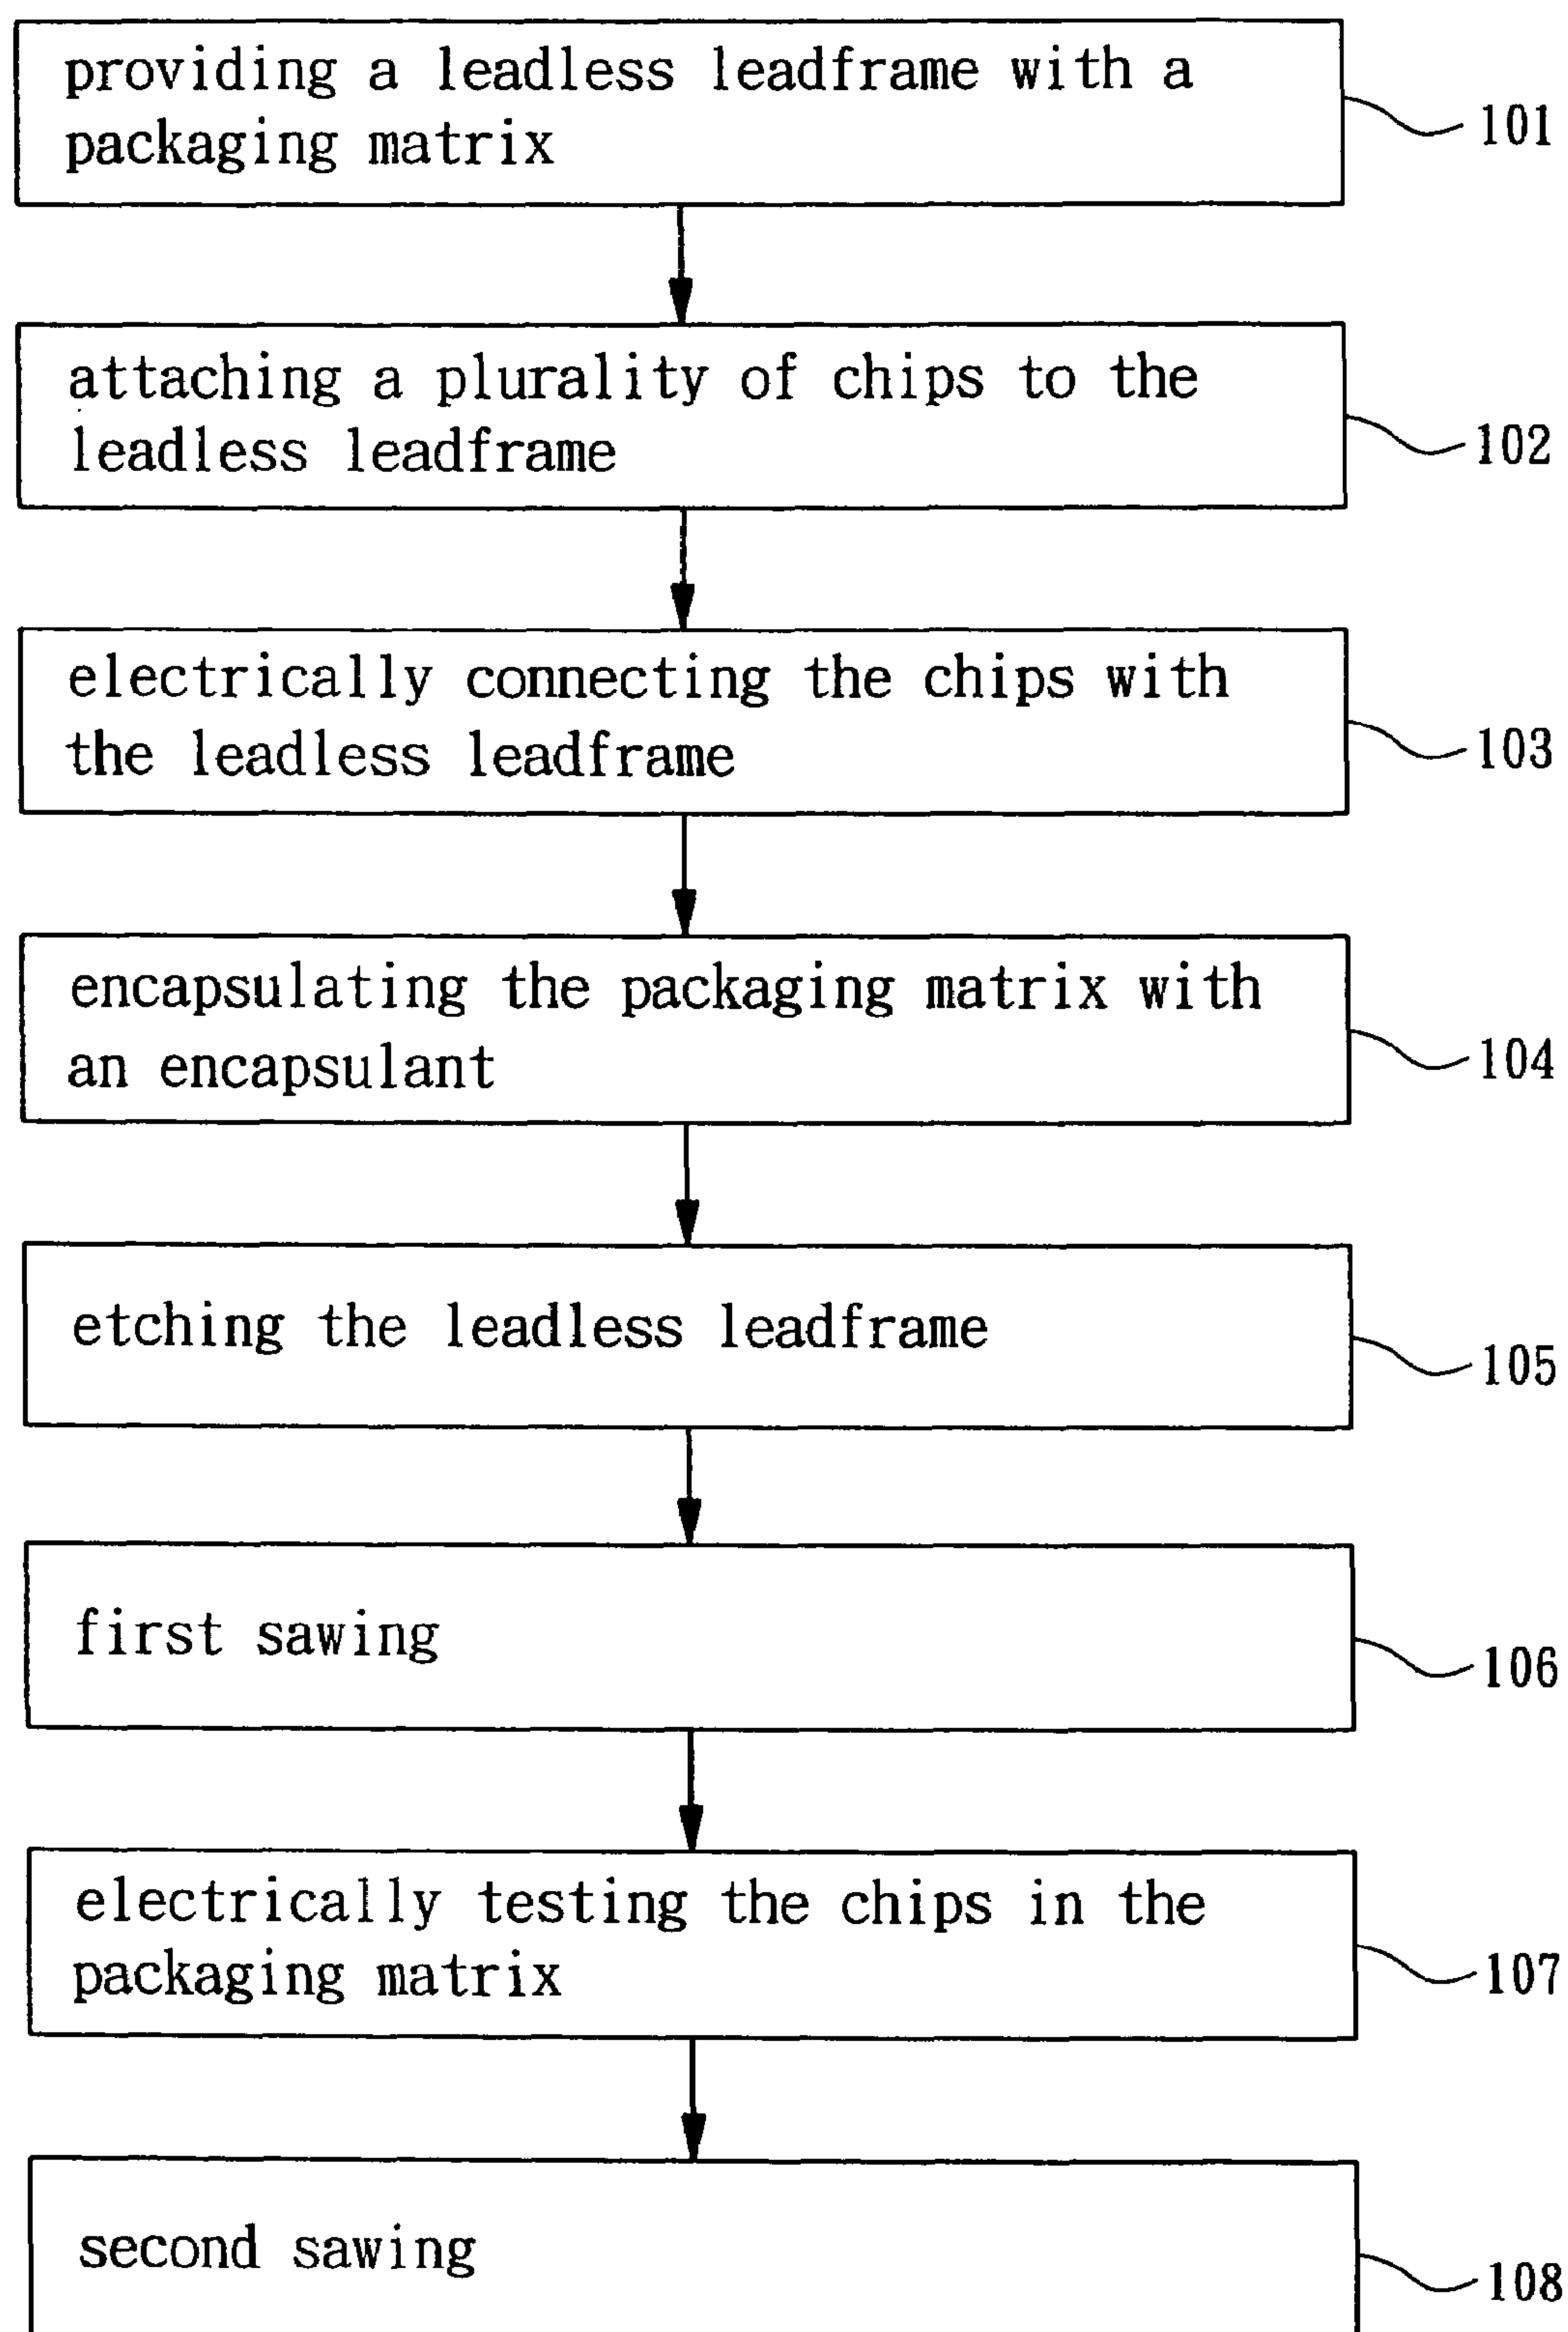 providing a leadless leadframe with a
packaging matrix
101
attaching a plurality of chips to the
leadless leadframe
102
electrically connecting the chips with
the leadless leadframe
103
encapsulating the packaging matrix with
an encapsulant
104
etching the leadless leadframe
105
first sawing
106
electrically testing the chips in the
packaging matrix
107
second sawing
108